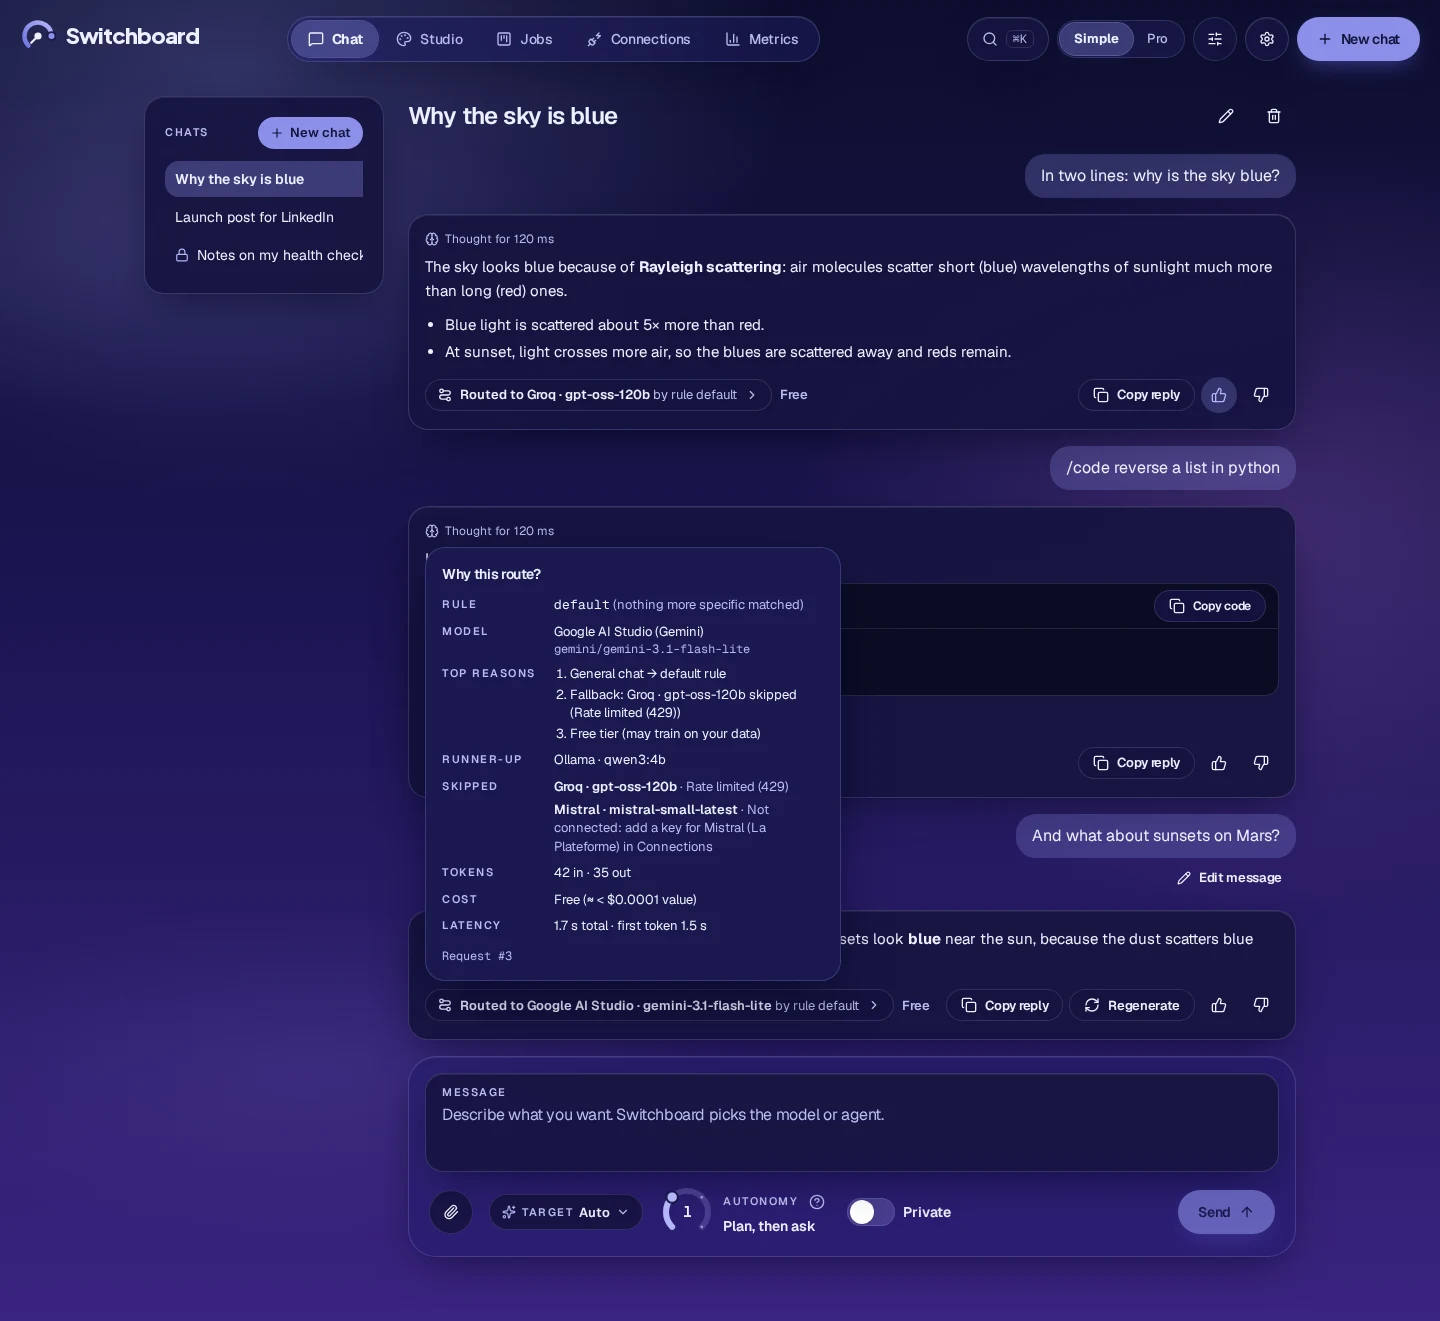 Switchboard
Chat
Studio
Jobs
Connections
Metrics
⌘K
Simple
Pro
New chat
CHATS
New chat
Why the sky is blue
Launch post for LinkedIn
Notes on my health check
Why the sky is blue
In two lines: why is the sky blue?
Thought for 120 ms
The sky looks blue because of Rayleigh scattering: air molecules scatter short (blue) wavelengths of sunlight much more
than long (red) ones.
• Blue light is scattered about 5× more than red.
• At sunset, light crosses more air, so the blues are scattered away and reds remain.
Routed to Groq · gpt-oss-120b by rule default
Free
Copy reply
/code reverse a list in python
Thought for 120 ms
Copy code
Copy reply
Why this route?
RULE default (nothing more specific matched)
MODEL Google AI Studio (Gemini)
gemini/gemini-3.1-flash-lite
TOP REASONS 1. General chat → default rule
2. Fallback: Groq · gpt-oss-120b skipped
(Rate limited (429))
3. Free tier (may train on your data)
RUNNER-UP Ollama · qwen3:4b
SKIPPED Groq · gpt-oss-120b · Rate limited (429)
Mistral · mistral-small-latest · Not
connected: add a key for Mistral (La
Plateforme) in Connections
TOKENS 42 in · 35 out
COST Free (≈ < $0.0001 value)
LATENCY 1.7 s total · first token 1.5 s
Request #3
And what about sunsets on Mars?
Edit message
sets look blue near the sun, because the dust scatters blue
Routed to Google AI Studio · gemini-3.1-flash-lite by rule default
Free
Copy reply
Regenerate
MESSAGE
Describe what you want. Switchboard picks the model or agent.
TARGET Auto
1
AUTONOMY
Plan, then ask
Private
Send